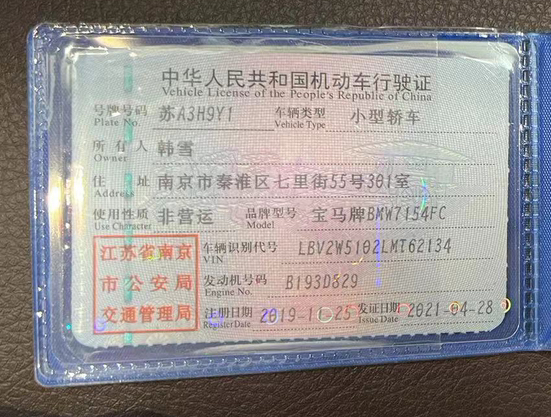 中华人民共和国机动车行驶证
Vehicle License of the People's Republic of China
号牌号码 苏A3H9Y1 车辆类型 小型轿车
Plate No. Vehicle Type
所有人 韩雪
Owner
住址 南京市秦淮区七里街55号301室
Address
使用性质 非营运 品牌型号 宝马牌BMW7154FC
Use Character Model
江苏省南京
市公安局
交通管理局
车辆识别代号 LBV2W5102LMT62134
VIN
发动机号码 B193D829
Engine No.
注册日期 2019-11-25 发证日期 2021-04-28
Register Date Issue Date